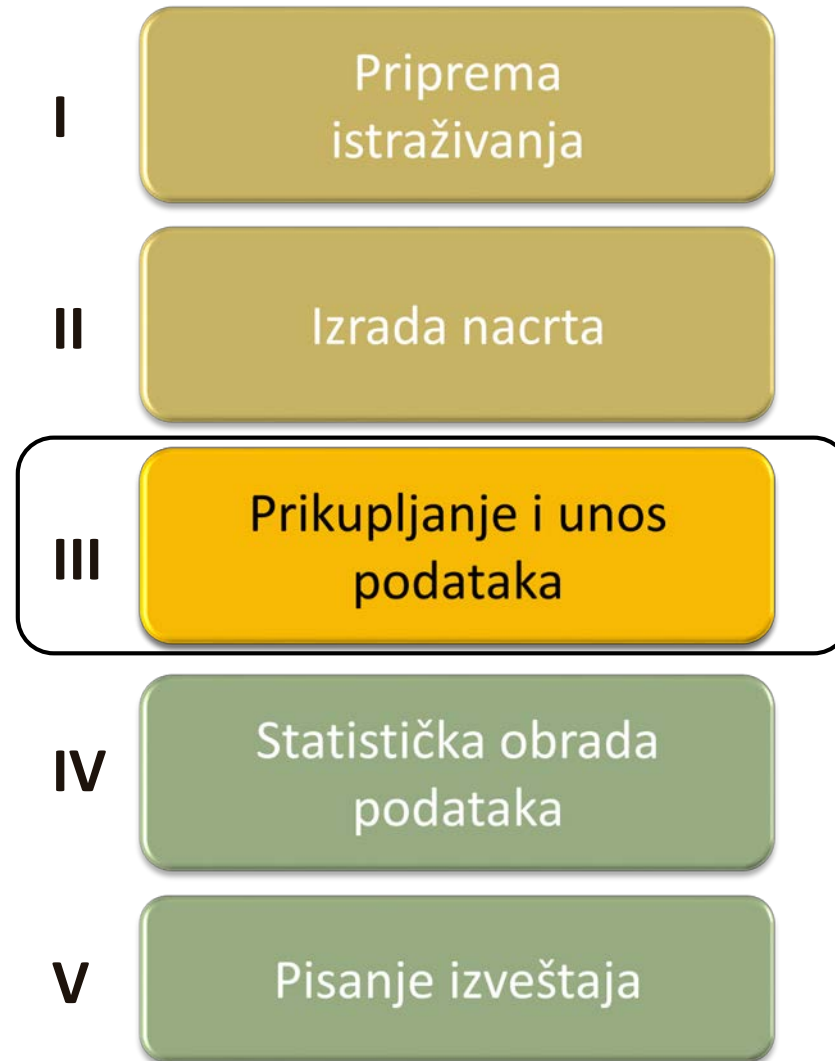 I
Priprema
istraživanja
II
Izrada nacrta
III
Prikupljanje i unos
podataka
IV
Statistička obrada
podataka
V
Pisanje izveštaja